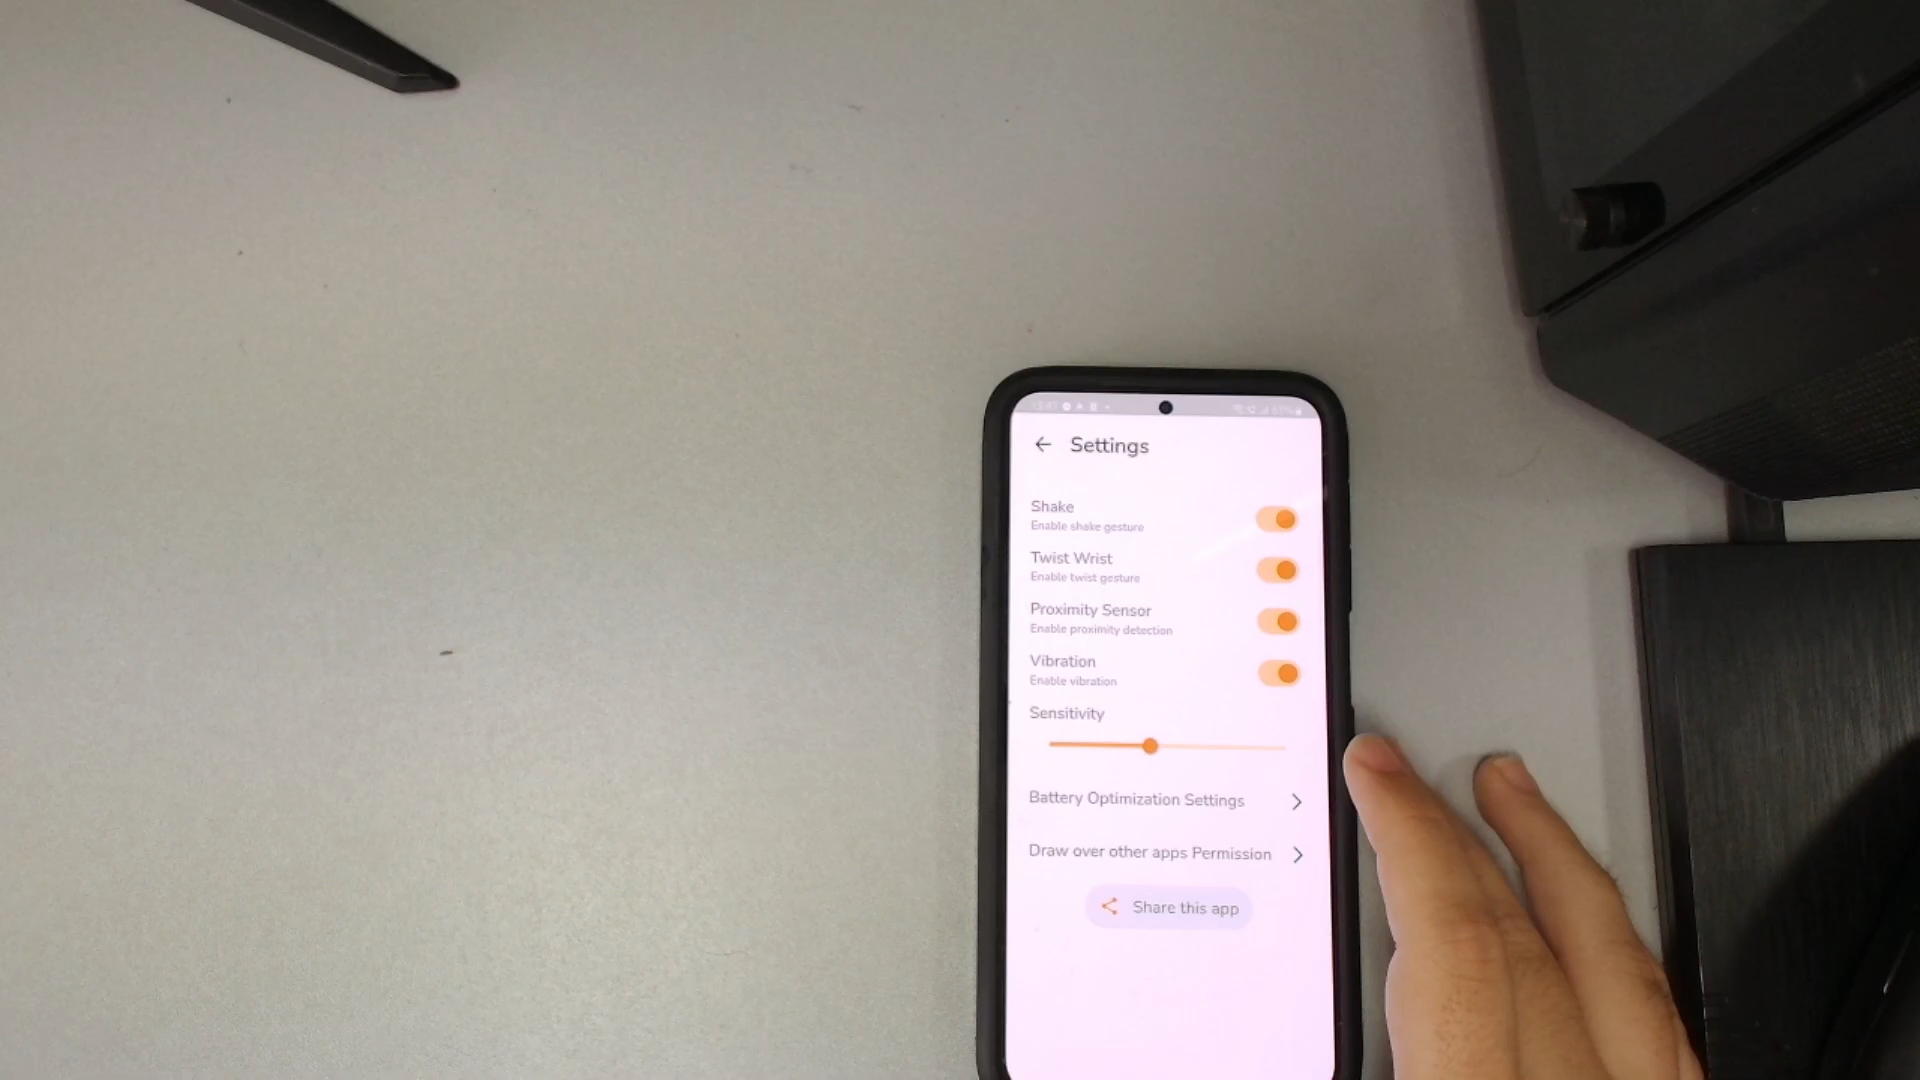 Settings
Shake
Enable shake gesture
Twist Wrist
Enable twist gesture
Proximity Sensor
Enable proximity detection
Vibration
Enable vibration
Sensitivity
Battery Optimization Settings
Draw over other apps Permission
Share this app